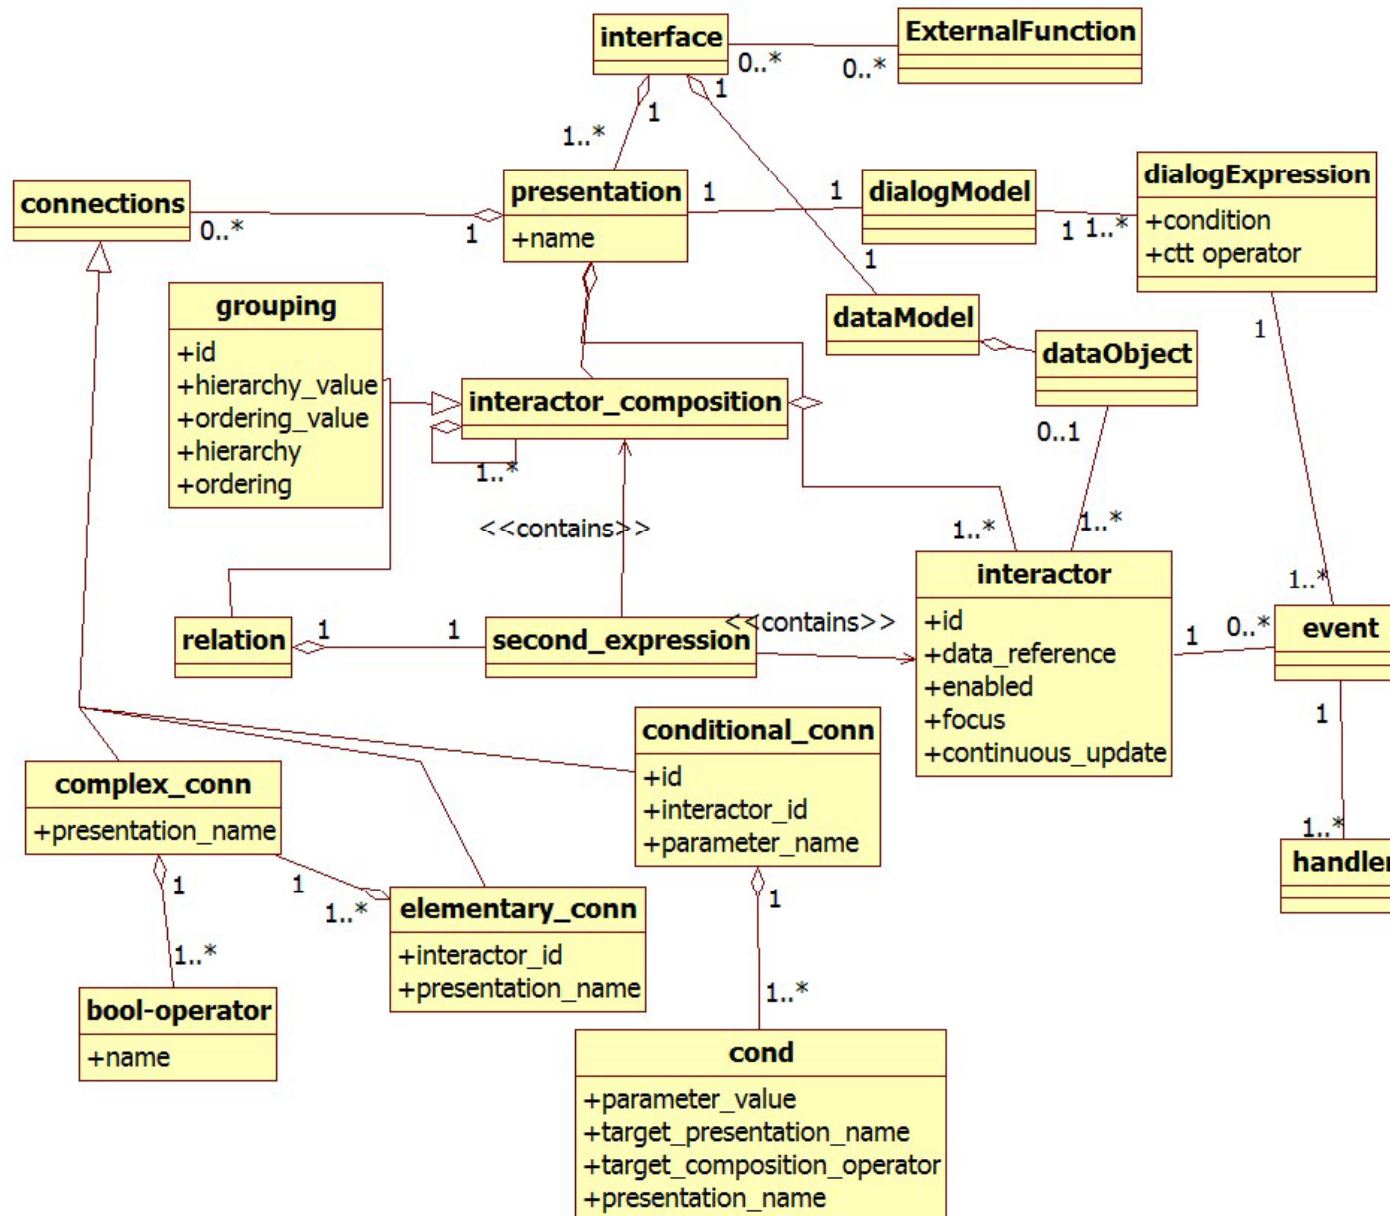 interface
ExternalFunction
0..*
0..*
1
1
1..*
connections
presentation
+name
0..*
1
1
1
dialogModel
1
1..*
dialogExpression
+condition
+ctt operator
1
1
dataModel
dataObject
grouping
+id
+hierarchy_value
+ordering_value
+hierarchy
+ordering
interactor_composition
1..*
0..1
<<contains>>
1..*
1..*
interactor
+id
+data_reference
+enabled
+focus
+continuous_update
1..*
relation
1
1
second_expression
<<contains>>
1
0..*
event
1
conditional_conn
+id
+interactor_id
+parameter_name
complex_conn
+presentation_name
1..*
handler
1
1
1..*
elementary_conn
+interactor_id
+presentation_name
1
1..*
bool-operator
+name
1..*
cond
+parameter_value
+target_presentation_name
+target_composition_operator
+presentation_name